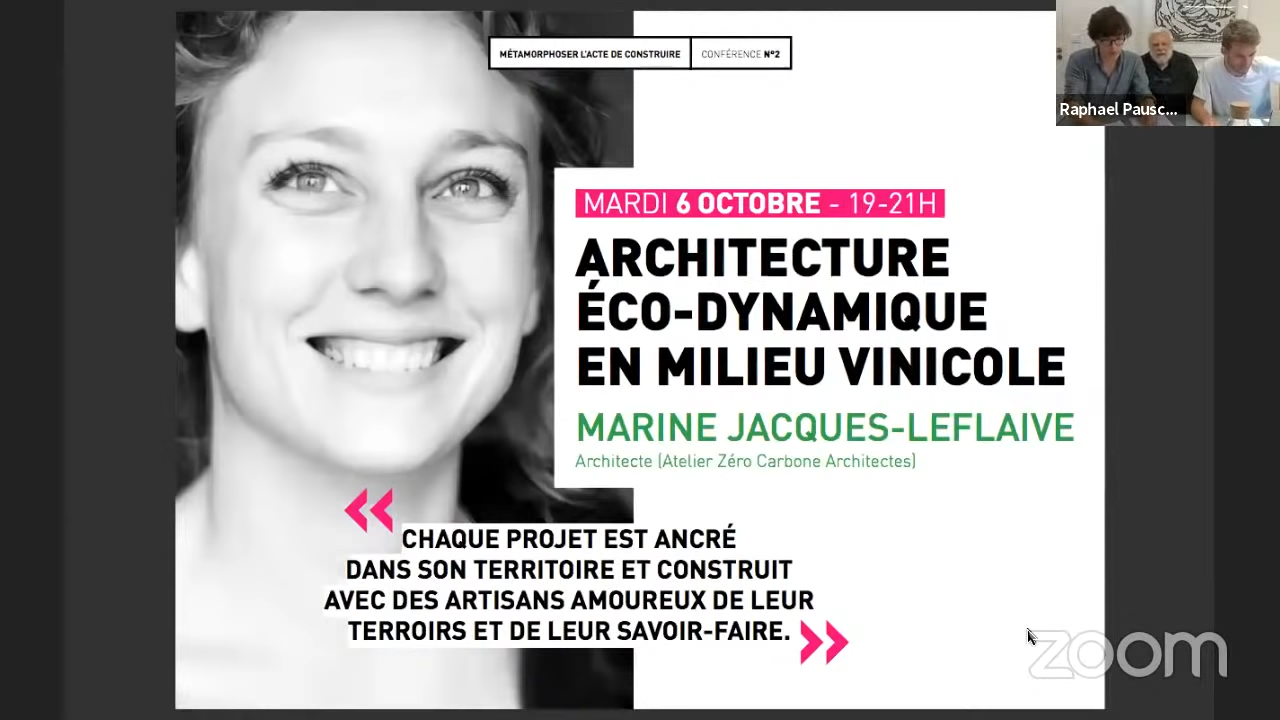 MÉTAMORPHOSER L'ACTE DE CONSTRUIRE
CONFÉRENCE N°2
Raphael Pausc...
MARDI 6 OCTOBRE - 19-21H
ARCHITECTURE
ÉCO-DYNAMIQUE
EN MILIEU VINICOLE
MARINE JACQUES-LEFLAIVE
Architecte (Atelier Zéro Carbone Architectes)
« CHAQUE PROJET EST ANCRÉ
DANS SON TERRITOIRE ET CONSTRUIT
AVEC DES ARTISANS AMOUREUX DE LEUR
TERROIRS ET DE LEUR SAVOIR-FAIRE. »
zoom